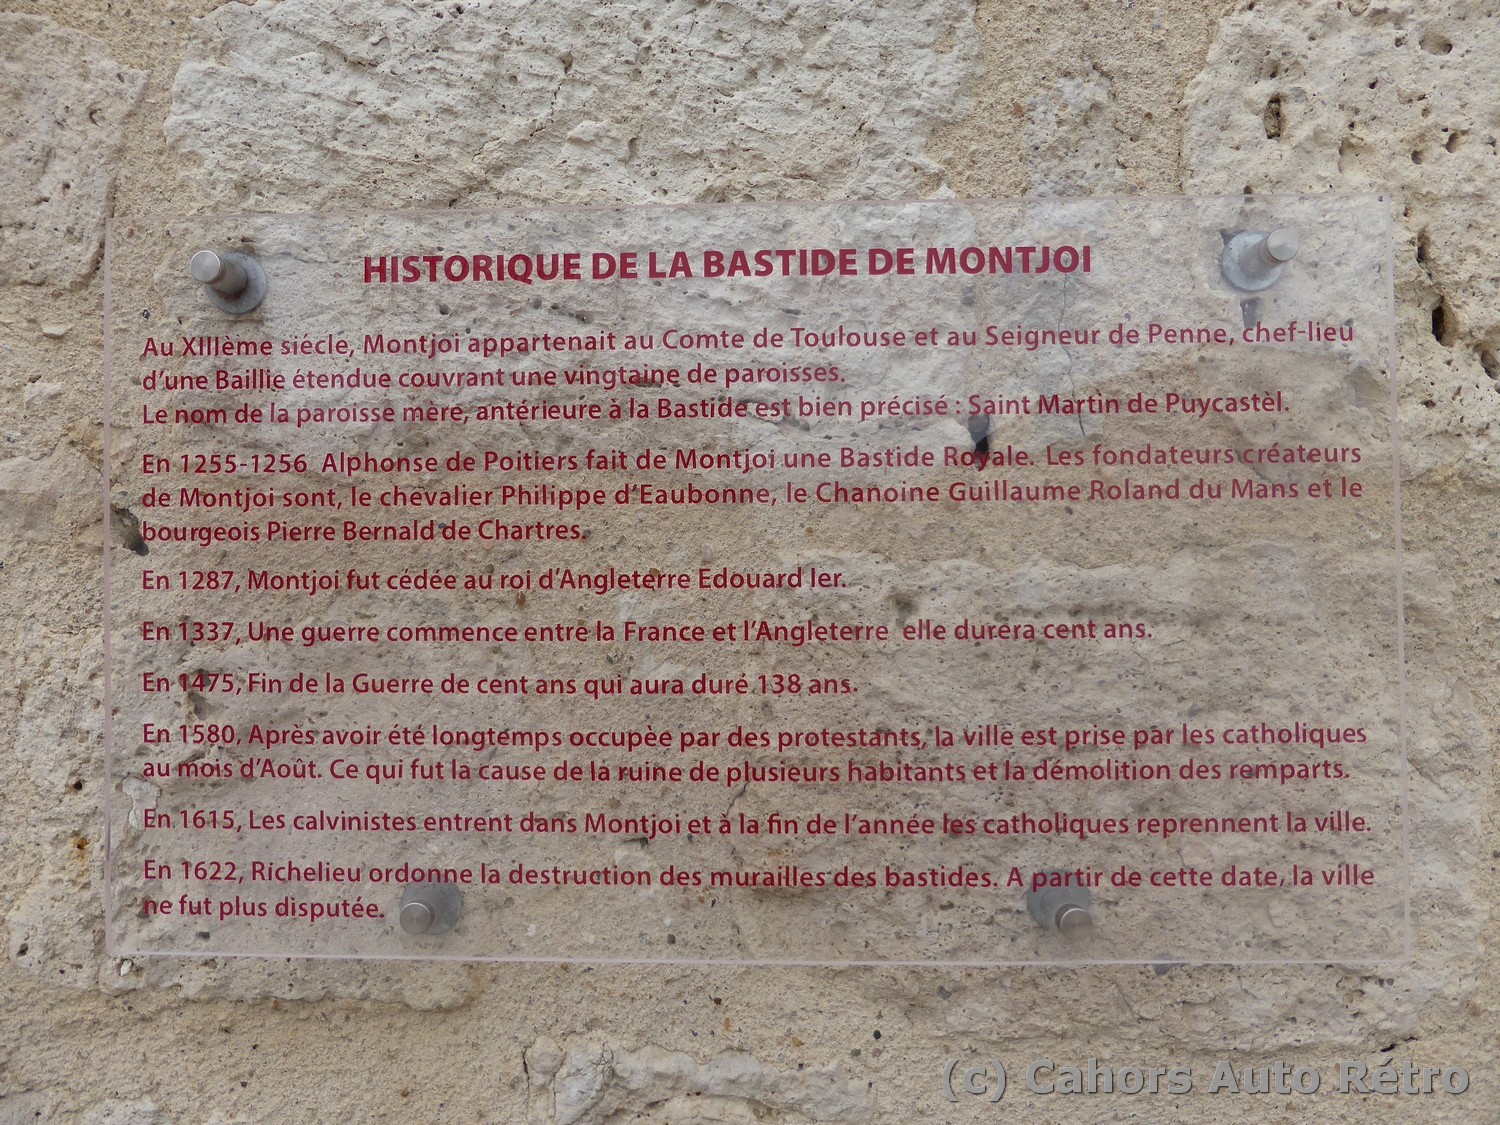 HISTORIQUE DE LA BASTIDE DE MONTJOI
Au XIIIème siécle, Montjoi appartenait au Comte de Toulouse et au Seigneur de Penne, chef-lieu
d'une Baillie étendue couvrant une vingtaine de paroisses.
Le nom de la paroisse mère, antérieure à la Bastide est bien précisé : Saint Martin de Puycastèl.
En 1255-1256 Alphonse de Poitiers fait de Montjoi une Bastide Royale. Les fondateurs créateurs
de Montjoi sont, le chevalier Philippe d'Eaubonne, le Chanoine Guillaume Roland du Mans et le
bourgeois Pierre Bernald de Chartres.
En 1287, Montjoi fut cédée au roi d'Angleterre Edouard Ier.
En 1337, Une guerre commence entre la France et l'Angleterre elle durera cent ans.
En 1475, Fin de la Guerre de cent ans qui aura duré 138 ans.
En 1580, Après avoir été longtemps occupèe par des protestants, la ville est prise par les catholiques
au mois d'Août. Ce qui fut la cause de la ruine de plusieurs habitants et la démolition des remparts.
En 1615, Les calvinistes entrent dans Montjoi et à la fin de l'année les catholiques reprennent la ville.
En 1622, Richelieu ordonne la destruction des murailles des bastides. A partir de cette date, la ville
ne fut plus disputée.
(c) Cahors Auto Rétro